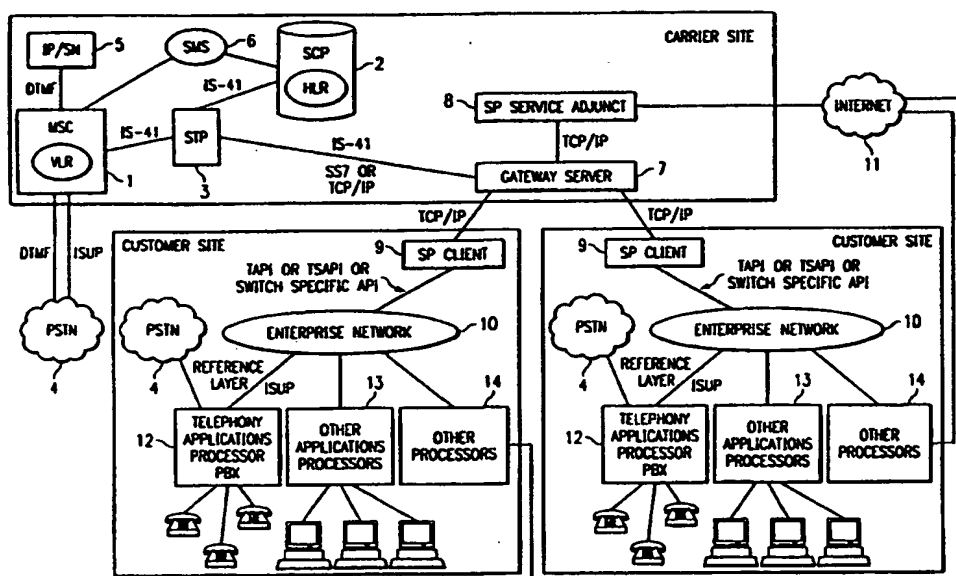 CARRIER SITE
IP/SN
5
SMS
6
SCP
HLR
2
DTMF
IS-41
MSC
VLR
1
IS-41
STP
3
IS-41
SS7 OR
TCP/IP
8
SP SERVICE ADJUNCT
TCP/IP
GATEWAY SERVER
7
INTERNET
11
DTMF
ISUP
PSTN
4
TCP/IP
TCP/IP
CUSTOMER SITE
9
SP CLIENT
TAPI OR TSAPI OR
SWITCH SPECIFIC API
PSTN
4
ENTERPRISE NETWORK
10
REFERENCE
LAYER
ISUP
12
TELEPHONY
APPLICATIONS
PROCESSOR
PBX
13
OTHER
APPLICATIONS
PROCESSORS
14
OTHER
PROCESSORS
CUSTOMER SITE
9
SP CLIENT
TAPI OR TSAPI OR
SWITCH SPECIFIC API
PSTN
4
ENTERPRISE NETWORK
10
REFERENCE
LAYER
ISUP
12
TELEPHONY
APPLICATIONS
PROCESSOR
PBX
13
OTHER
APPLICATIONS
PROCESSORS
14
OTHER
PROCESSORS